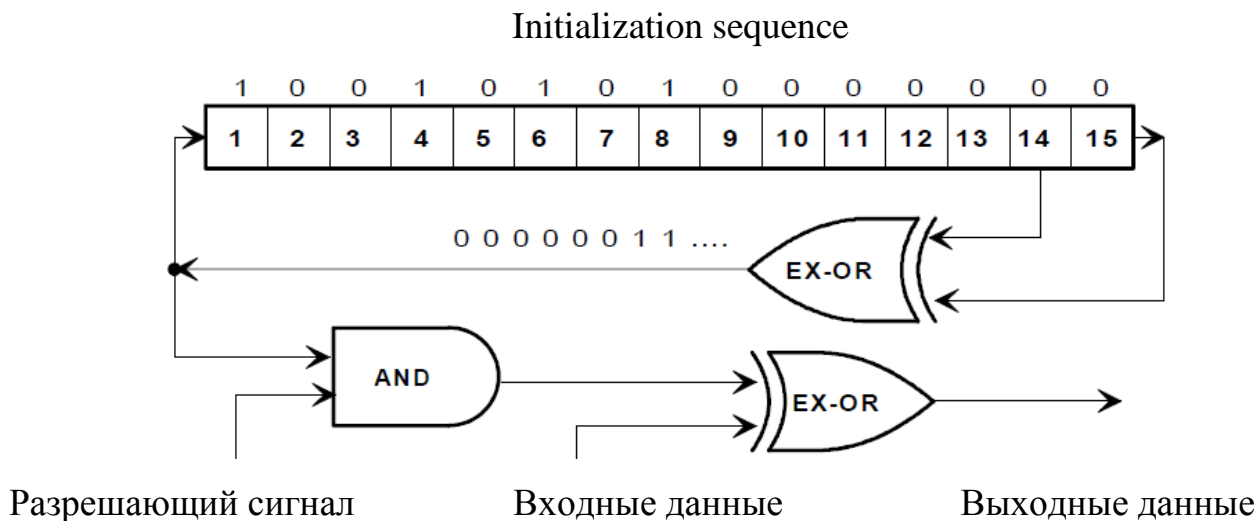 Initialization sequence
1 0 0 1 0 1 0 1 0 0 0 0 0 0 0
1 2 3 4 5 6 7 8 9 10 11 12 13 14 15
0 0 0 0 0 0 1 1 ....
EX-OR
AND
EX-OR
Разрешающий сигнал Входные данные Выходные данные